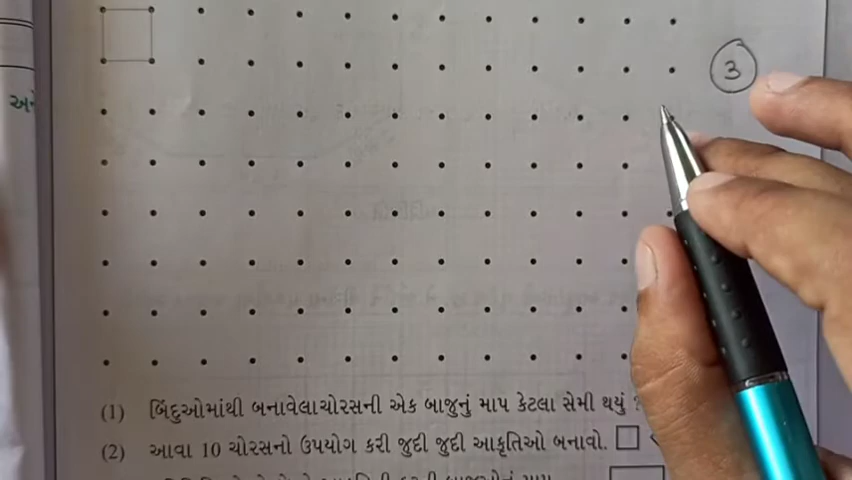 3
(1) બિંદુઓમાંથી બનાવેલાચોરસની એક બાજુનું માપ કેટલા સેમી થયું ?
(2) આવા 10 ચોરસનો ઉપયોગ કરી જુદી જુદી આકૃતિઓ બનાવો.